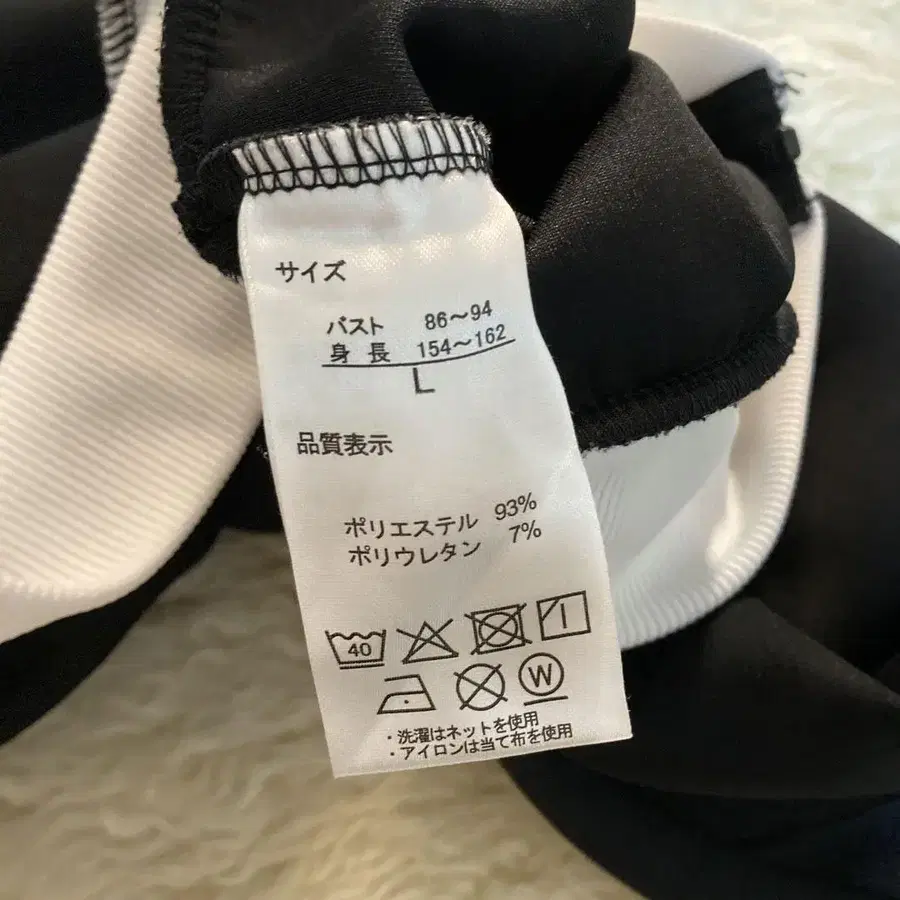 サイズ
バスト 86〜94
身長 154〜162
L
品質表示
ポリエステル 93%
ポリウレタン 7%
40
W
・洗濯はネットを使用
・アイロンは当て布を使用